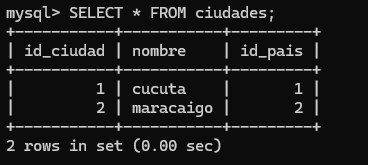 mysql> SELECT * FROM ciudades;
+-----------+-----------+---------+
| id_ciudad | nombre    | id_pais |
+-----------+-----------+---------+
|         1 | cucuta    |       1 |
|         2 | maracaigo |       2 |
+-----------+-----------+---------+
2 rows in set (0.00 sec)